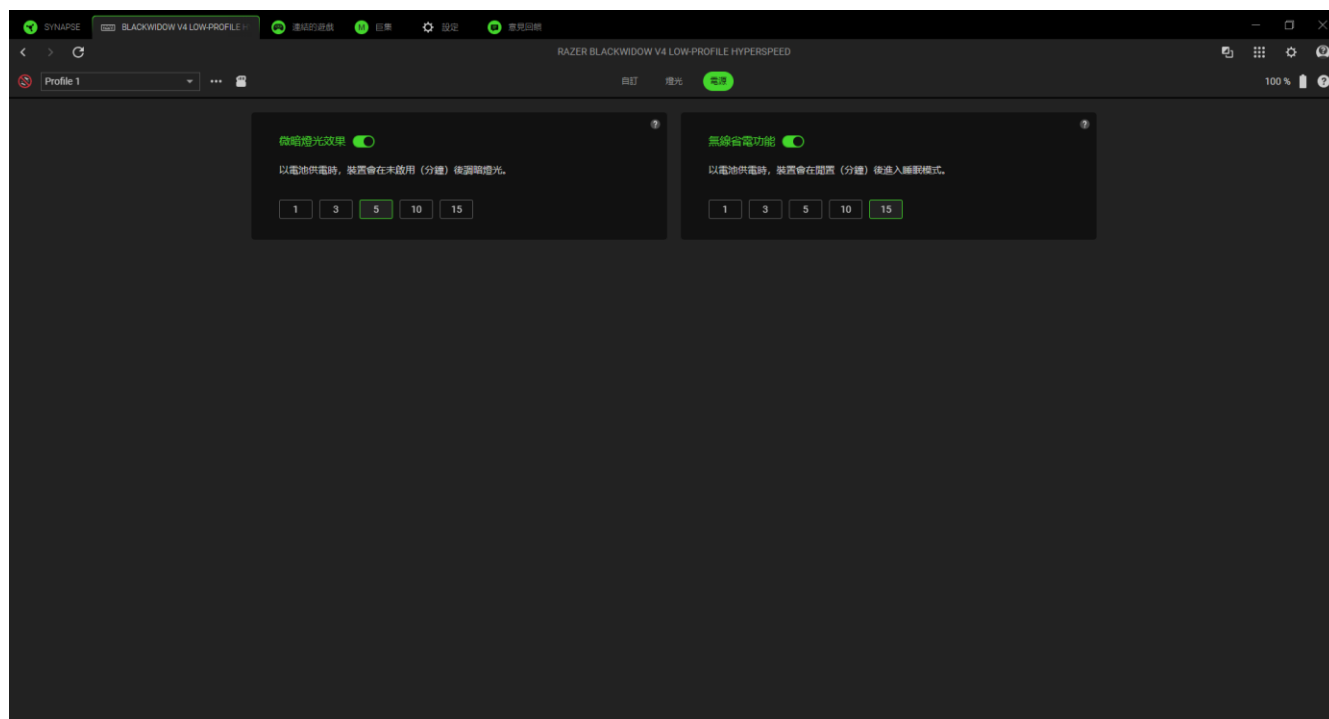 SYNAPSE
BLACKWIDOW V4 LOW-PROFILE H
連結的遊戲
巨集
設定
意見回饋
RAZER BLACKWIDOW V4 LOW-PROFILE HYPERSPEED
Profile 1
自訂
燈光
電源
100 %
微暗燈光效果
以電池供電時，裝置會在未啟用（分鐘）後調暗燈光。
1 3 5 10 15
無線省電功能
以電池供電時，裝置會在閒置（分鐘）後進入睡眠模式。
1 3 5 10 15